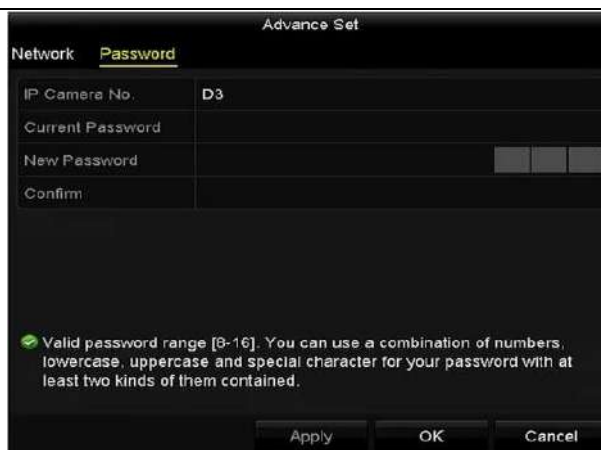 Advance Set
Network Password
IP Camera No. D3
Current Password
New Password
Confirm
Valid password range [8-16]. You can use a combination of numbers,
lowercase, uppercase and special character for your password with at
least two kinds of them contained.
Apply OK Cancel